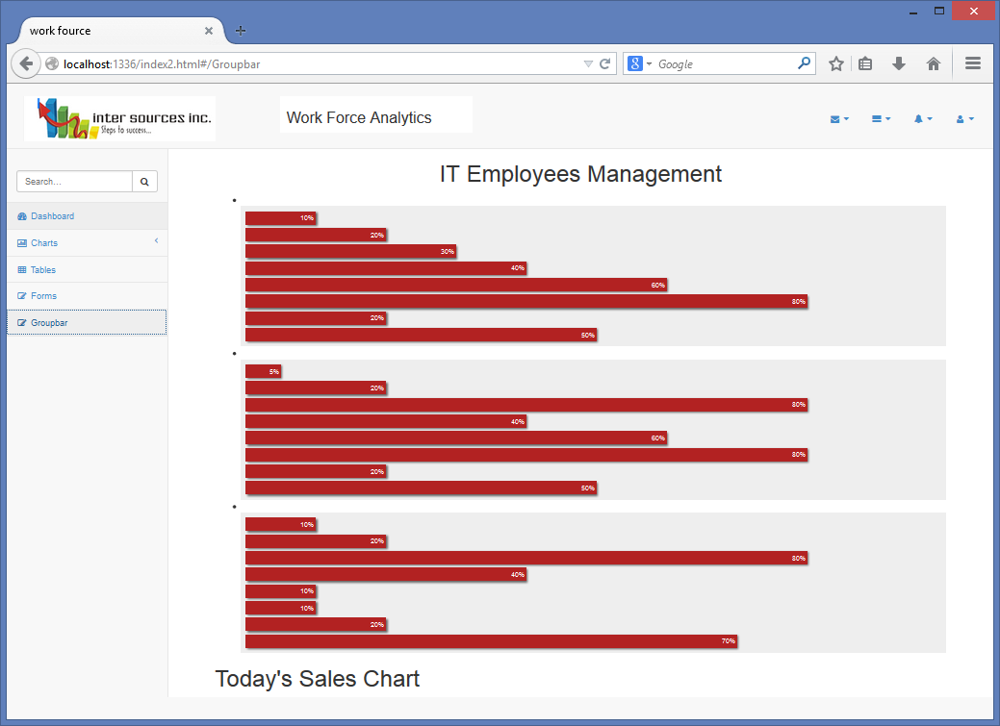 work fource
localhost:1336/index2.html#/Groupbar
Google
inter sources inc.
Steps to success...
Work Force Analytics
Search...
Dashboard
Charts
Tables
Forms
Groupbar
IT Employees Management
10%
20%
30%
40%
60%
80%
20%
50%
5%
20%
80%
40%
60%
80%
20%
50%
10%
20%
80%
40%
10%
10%
20%
70%
Today's Sales Chart